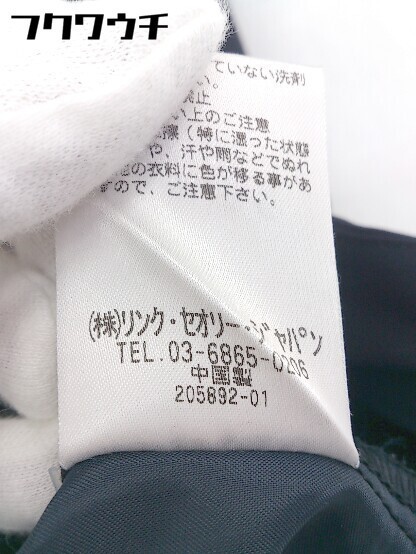 フクワウチ
ていない洗剤
い。
止
い上のご注意
擦(特に湿った状態
や、汗や雨などでぬれ
の衣料に色が移る事があ
ので、ご注意下さい。
(株)リンク・セオリー・ジャパン
TEL.03-6865-0206
中国製
205892-01